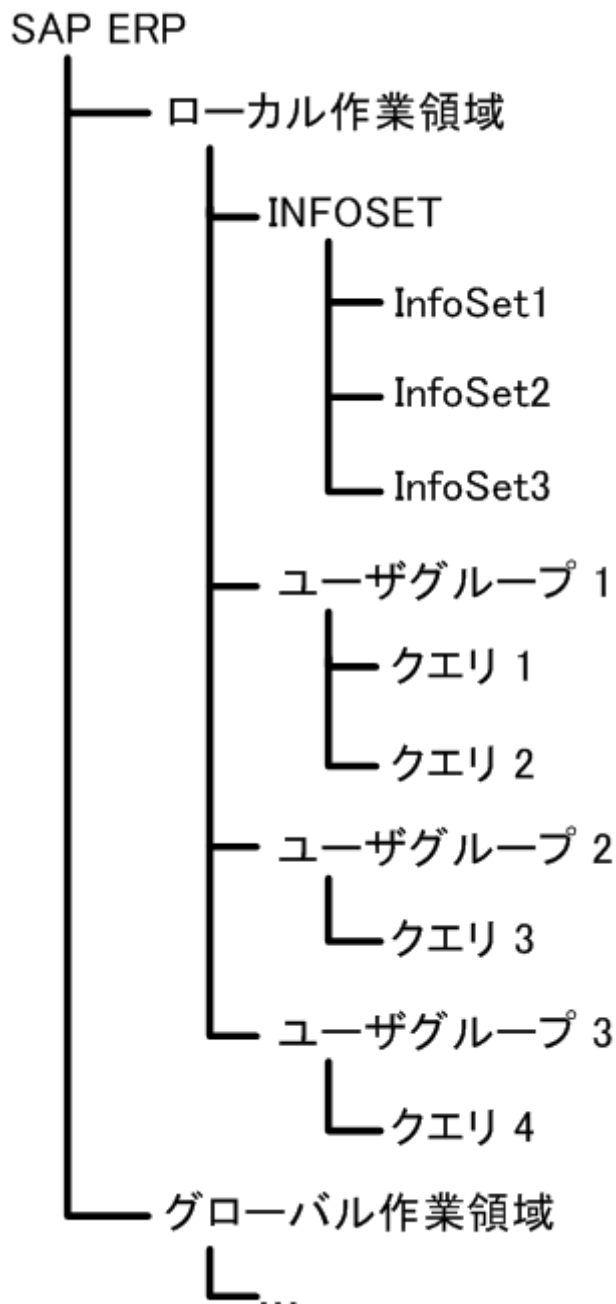 SAP ERP
ローカル作業領域
INFOSET
InfoSet1
InfoSet2
InfoSet3
ユーザグループ 1
クエリ 1
クエリ 2
ユーザグループ 2
クエリ 3
ユーザグループ 3
クエリ 4
グローバル作業領域
...